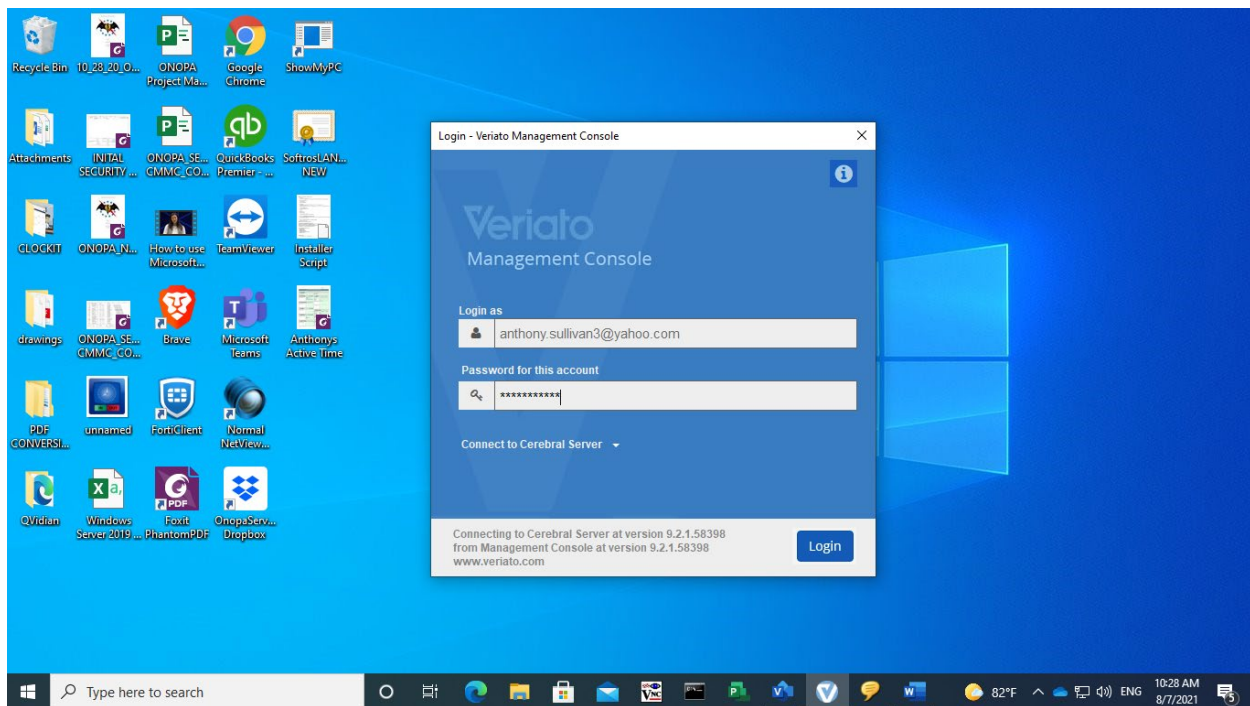 Recycle Bin
10_28_20_O...
ONOPA
Project Ma...
Google
Chrome
ShowMyPC
Attachments
INITAL
SECURITY ...
ONOPA_SE...
CMMC_CO...
QuickBooks
Premier - ...
SoftrosLAN...
NEW
CLOCKIT
ONOPA_N...
How to use
Microsoft...
TeamViewer
Installer
Script
drawings
ONOPA_SE...
CMMC_CO...
Brave
Microsoft
Teams
Anthonys
Active Time
PDF
CONVERSI...
unnamed
FortiClient
Normal
NetView...
QVidian
Windows
Server 2019 ...
PDF
Foxit
PhantomPDF
OnopaServ...
Dropbox
Login - Veriato Management Console
Veriato
Management Console
Login as
anthony.sullivan3@yahoo.com
Password for this account
***********
Connect to Cerebral Server
Connecting to Cerebral Server at version 9.2.1.58398
from Management Console at version 9.2.1.58398
www.veriato.com
Login
Type here to search
82°F
ENG
10:28 AM
8/7/2021
5